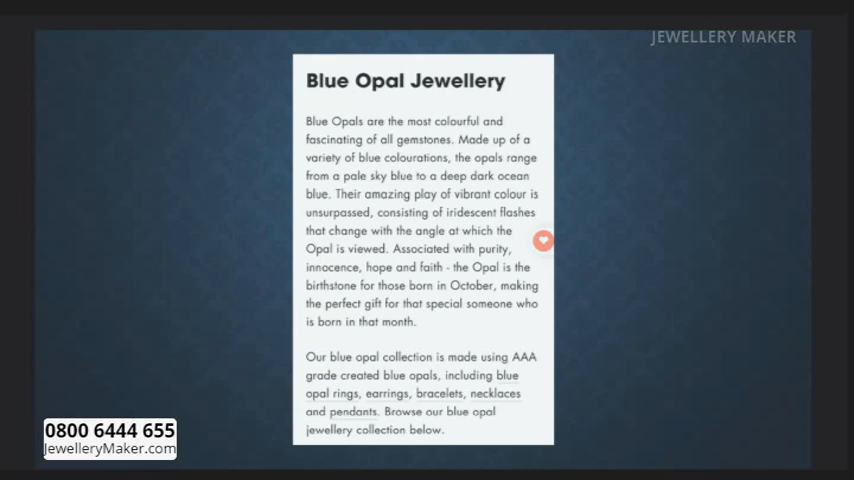 JEWELLERY MAKER
Blue Opal Jewellery
Blue Opals are the most colourful and
fascinating of all gemstones. Made up of a
variety of blue colourations, the opals range
from a pale sky blue to a deep dark ocean
blue. Their amazing play of vibrant colour is
unsurpassed, consisting of iridescent flashes
that change with the angle at which the
Opal is viewed. Associated with purity,
innocence, hope and faith - the Opal is the
birthstone for those born in October, making
the perfect gift for that special someone who
is born in that month.
Our blue opal collection is made using AAA
grade created blue opals, including blue
opal rings, earrings, bracelets, necklaces
and pendants. Browse our blue opal
jewellery collection below.
0800 6444 655
JewelleryMaker.com